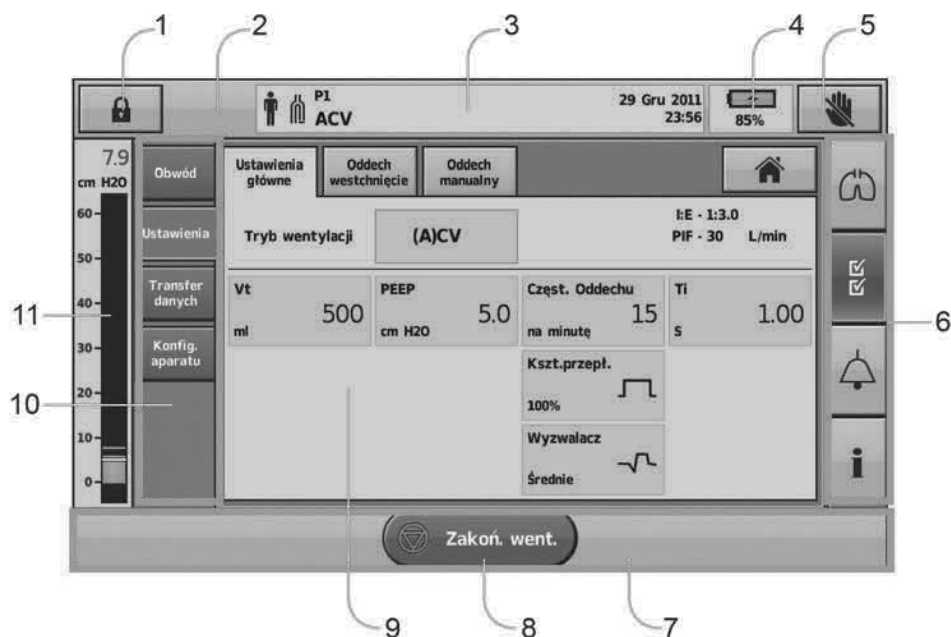 1
2
3
4
5
P1
ACV
29 Gru 2011
23:56
85%
7.9
cm H2O
60
50
40
30
20
10
0
Obwód
Ustawienia
Transfer
danych
Konfig.
aparatu
Ustawienia
główne
Oddech
westchnięcie
Oddech
manualny
Tryb wentylacji
(A)CV
I:E - 1:3.0
PIF - 30 L/min
Vt
500
ml
PEEP
5.0
cm H2O
Częst. Oddechu
15
na minutę
Ti
1.00
S
Kszt.przepł.
100%
Wyzwalacz
Średnie
i
Zakoń. went.
11
10
6
9
8
7